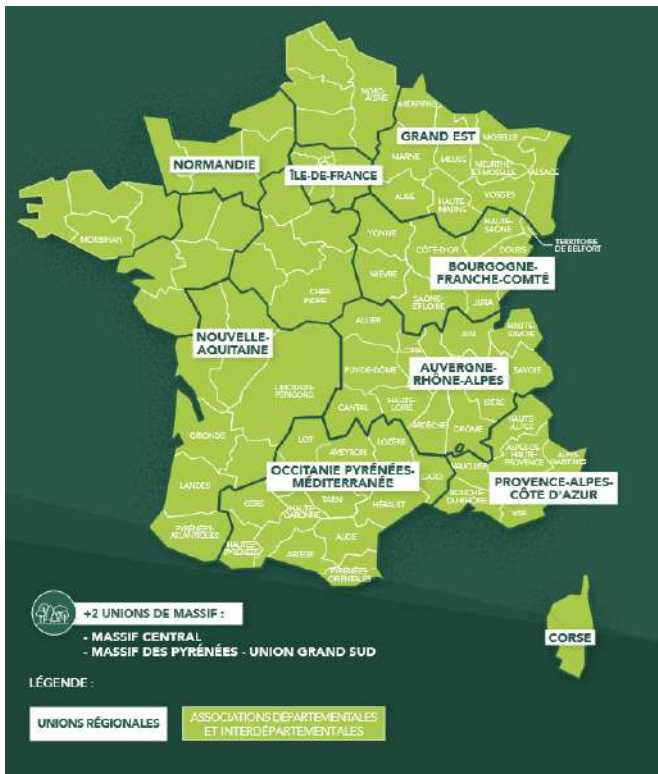 NORD-
AISNE
ARDENNES
GRAND EST
MOSELLE
MARNE
MEUSE
MEURTHE-
ET-MOSELLE
ALSACE
NORMANDIE
ÎLE-DE-FRANCE
AUBE
HAUTE-
MARNE
VOSGES
MORBIHAN
YONNE
HAUTE-
SAÔNE
TERRITOIRE
DE BELFORT
CÔTE-D'OR
DOUBS
NIÈVRE
BOURGOGNE-
FRANCHE-COMTÉ
CHER
INDRE
SAÔNE-
ET-LOIRE
JURA
NOUVELLE-
AQUITAINE
ALLIER
AIN
HAUTE-
SAVOIE
PUY-DE-DÔME
LOIRE
AUVERGNE-
RHÔNE-ALPES
SAVOIE
LIMOUSIN-
PÉRIGORD
CANTAL
HAUTE-
LOIRE
ISÈRE
ARDÈCHE
DRÔME
HAUTE-
ALPES
GIRONDE
LOT
AVEYRON
LOZÈRE
ALPES-DE-
HAUTE-
PROVENCE
ALPES-
MARITIMES
OCCITANIE PYRÉNÉES-
MÉDITERRANÉE
GARD
VAUCLUSE
PROVENCE-ALPES-
CÔTE D'AZUR
LANDES
GERS
TARN
HAUTE-
GARONNE
HÉRAULT
BOUCHE-
DU-RHÔNE
VAR
PYRÉNÉES-
ATLANTIQUES
HAUTES-
PYRÉNÉES
ARIÈGE
AUDE
PYRÉNÉES-
ORIENTALES
CORSE
+2 UNIONS DE MASSIF :
- MASSIF CENTRAL
- MASSIF DES PYRÉNÉES - UNION GRAND SUD
LÉGENDE :
UNIONS RÉGIONALES
ASSOCIATIONS DÉPARTEMENTALES
ET INTERDÉPARTEMENTALES